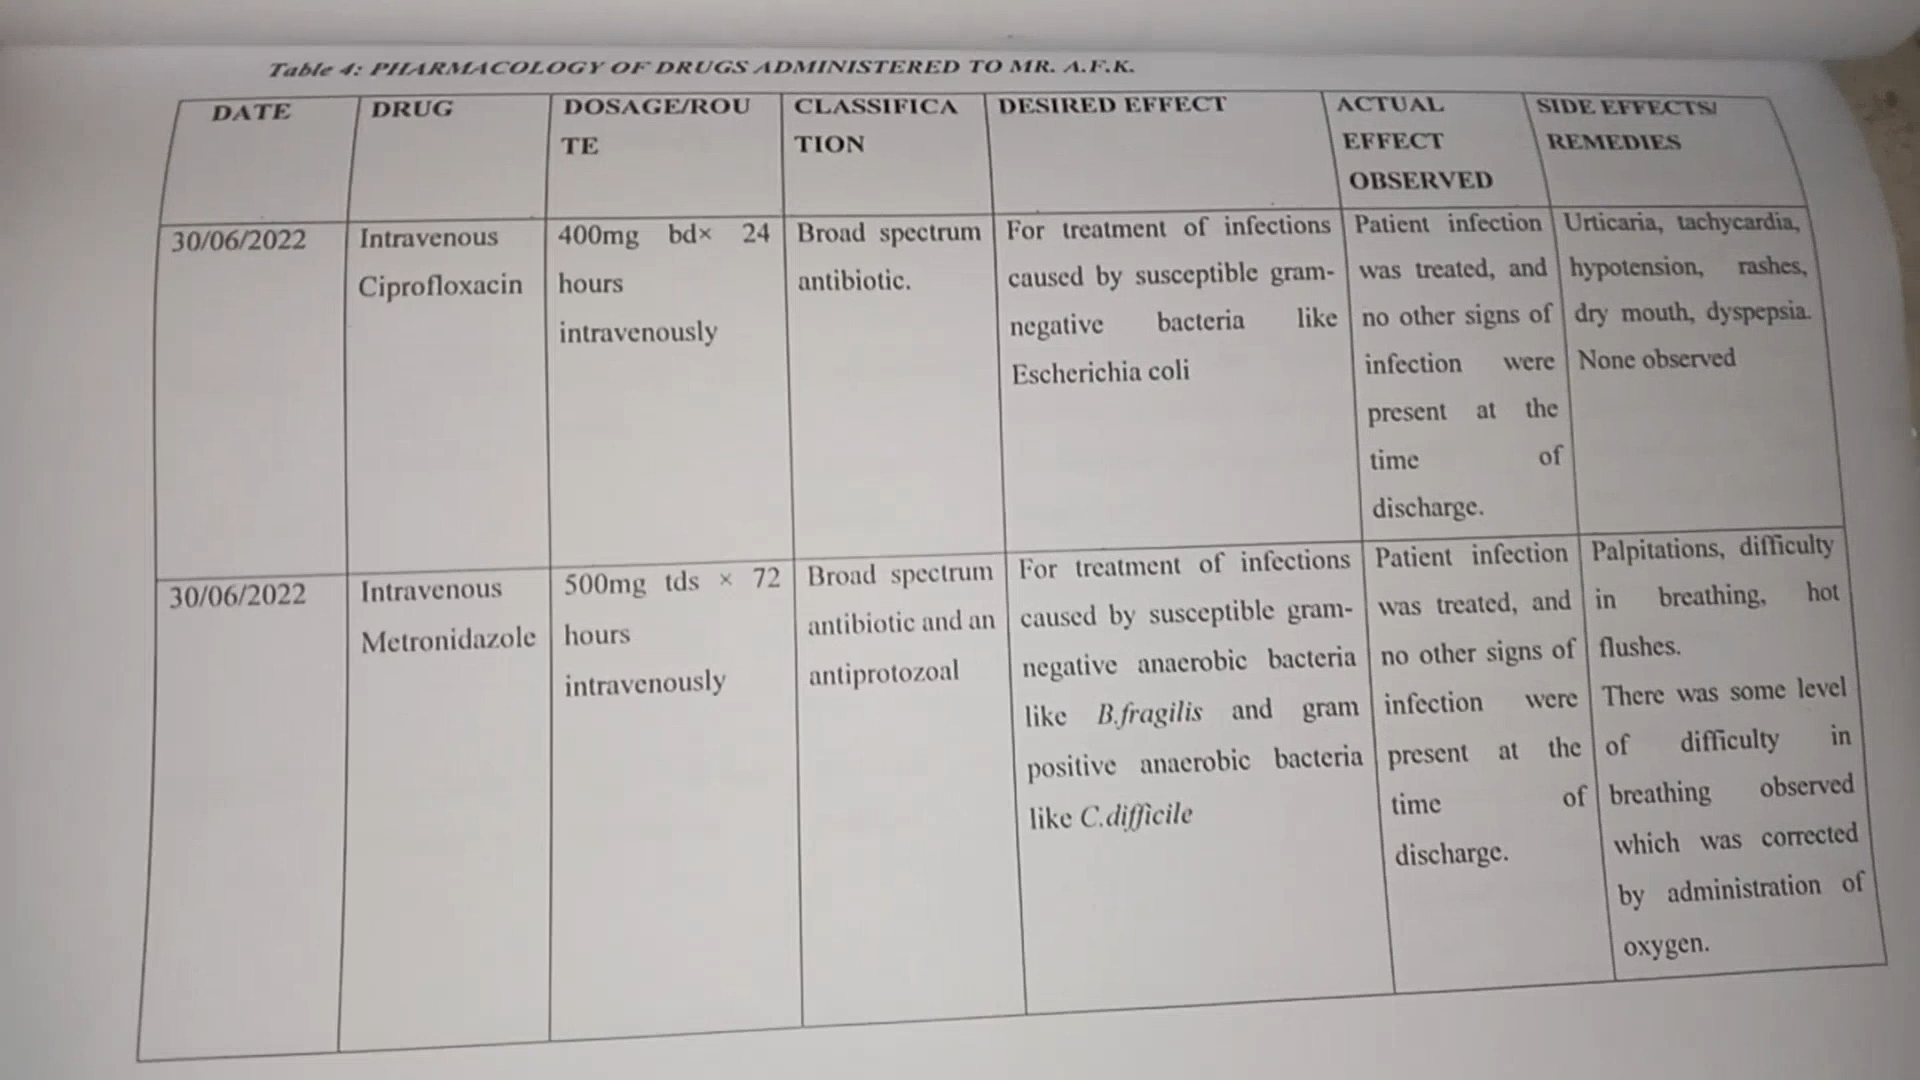 Table 4: PHARMACOLOGY OF DRUGS ADMINISTERED TO MR. A.F.K.
DATE
DRUG
DOSAGE/ROU
TE
CLASSIFICA
TION
DESIRED EFFECT
ACTUAL
EFFECT
OBSERVED
SIDE EFFECTS/
REMEDIES
30/06/2022
Intravenous
Ciprofloxacin
400mg bd× 24
hours
intravenously
Broad spectrum
antibiotic.
For treatment of infections
caused by susceptible gram-
negative bacteria like
Escherichia coli
Patient infection
was treated, and
no other signs of
infection were
present at the
time of
discharge.
Urticaria, tachycardia,
hypotension, rashes,
dry mouth, dyspepsia.
None observed
30/06/2022
Intravenous
Metronidazole
500mg tds × 72
hours
intravenously
Broad spectrum
antibiotic and an
antiprotozoal
For treatment of infections
caused by susceptible gram-
negative anaerobic bacteria
like B.fragilis and gram
positive anaerobic bacteria
like C.difficile
Patient infection
was treated, and
no other signs of
infection were
present at the
time of
discharge.
Palpitations, difficulty
in breathing, hot
flushes.
There was some level
of difficulty in
breathing observed
which was corrected
by administration of
oxygen.